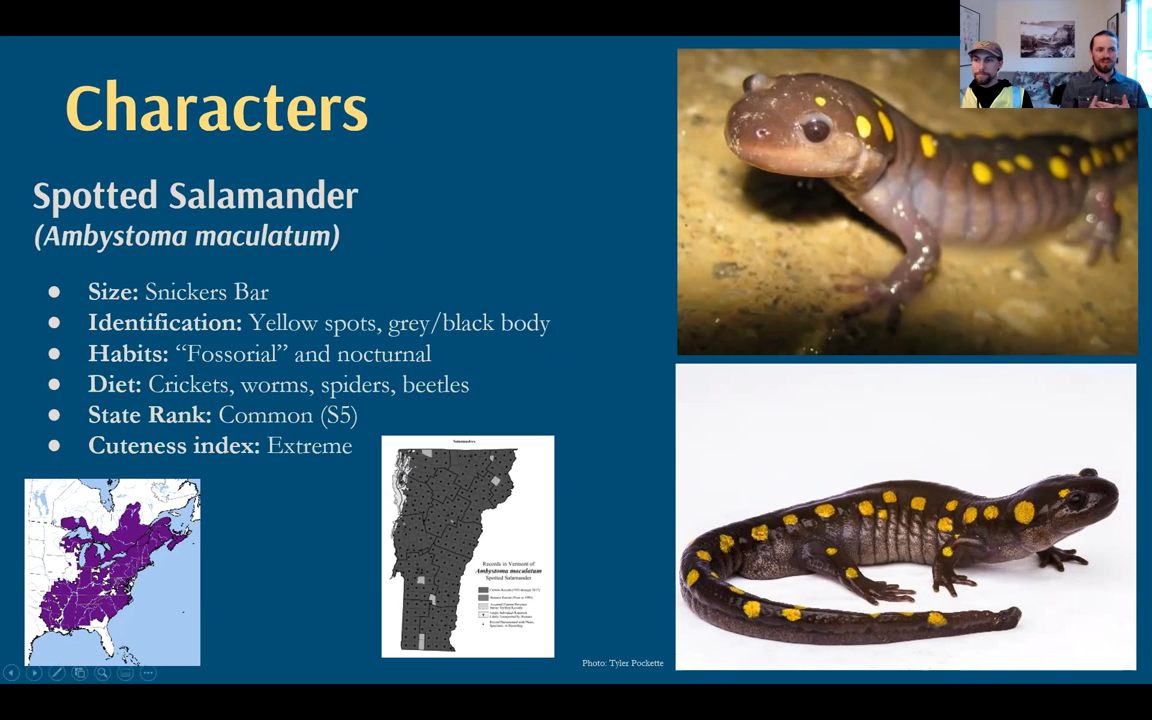 Characters
Spotted Salamander
(Ambystoma maculatum)
● Size: Snickers Bar
● Identification: Yellow spots, grey/black body
● Habits: “Fossorial” and nocturnal
● Diet: Crickets, worms, spiders, beetles
● State Rank: Common (S5)
● Cuteness index: Extreme
Salamanders
Records in Vermont of
Ambystoma maculatum
Spotted Salamander
Photo: Tyler Pockette